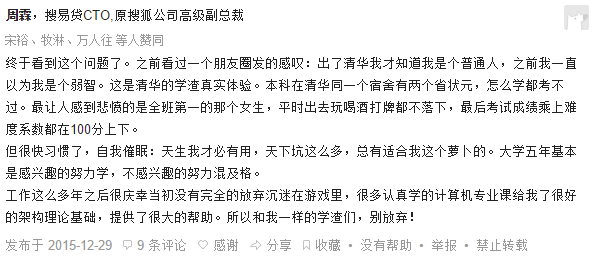 周霖，搜易贷CTO,原搜狐公司高级副总裁
宋裕、牧淋、万人往 等人赞同
终于看到这个问题了。之前看过一个朋友圈发的感叹：出了清华我才知道我是个普通人，之前我一直
以为我是个弱智。这是清华的学渣真实体验。本科在清华同一个宿舍有两个省状元，怎么学都考不
过。最让人感到悲愤的是全班第一的那个女生，平时出去玩喝酒打牌都不落下，最后考试成绩乘上难
度系数都在100分上下。
但很快习惯了，自我催眠：天生我才必有用，天下坑这么多，总有适合我这个萝卜的。大学五年基本
是感兴趣的努力学，不感兴趣的努力混及格。
工作这么多年之后很庆幸当初没有完全的放弃沉迷在游戏里，很多认真学的计算机专业课给我了很好
的架构理论基础，提供了很大的帮助。所以和我一样的学渣们，别放弃！
发布于 2015-12-29 9 条评论 感谢 分享 收藏 • 没有帮助 • 举报 • 禁止转载